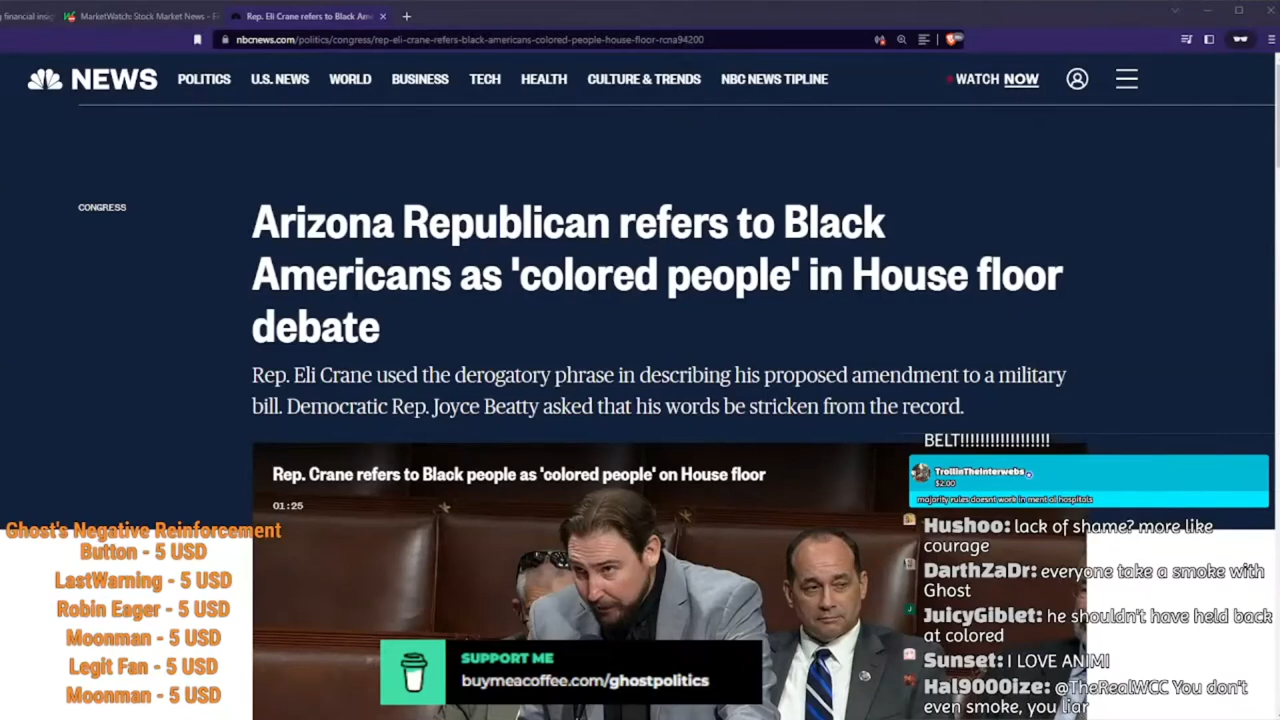 financial insig
MarketWatch: Stock Market News - Fi
Rep. Eli Crane refers to Black Ame
nbcnews.com/politics/congress/rep-eli-crane-refers-black-americans-colored-people-house-floor-rcna94200
NEWS
POLITICS
U.S. NEWS
WORLD
BUSINESS
TECH
HEALTH
CULTURE & TRENDS
NBC NEWS TIPLINE
WATCH NOW
CONGRESS
Arizona Republican refers to Black
Americans as 'colored people' in House floor
debate
Rep. Eli Crane used the derogatory phrase in describing his proposed amendment to a military
bill. Democratic Rep. Joyce Beatty asked that his words be stricken from the record.
Rep. Crane refers to Black people as 'colored people' on House floor
01:25
Ghost's Negative Reinforcement
Button - 5 USD
LastWarning - 5 USD
Robin Eager - 5 USD
Moonman - 5 USD
Legit Fan - 5 USD
Moonman - 5 USD
SUPPORT ME
buymeacoffee.com/ghostpolitics
BELT!!!!!!!!!!!!!!!!!!
TrollinTheInterwebs
$2.00
majority rules doesnt work in ment al hospitals
Hushoo: lack of shame? more like
courage
DarthZaDr: everyone take a smoke with
Ghost
JuicyGiblet: he shouldn't have held back
at colored
Sunset: I LOVE ANIMI
Hal9000ize: @TheRealWCC You don't
even smoke, you liar